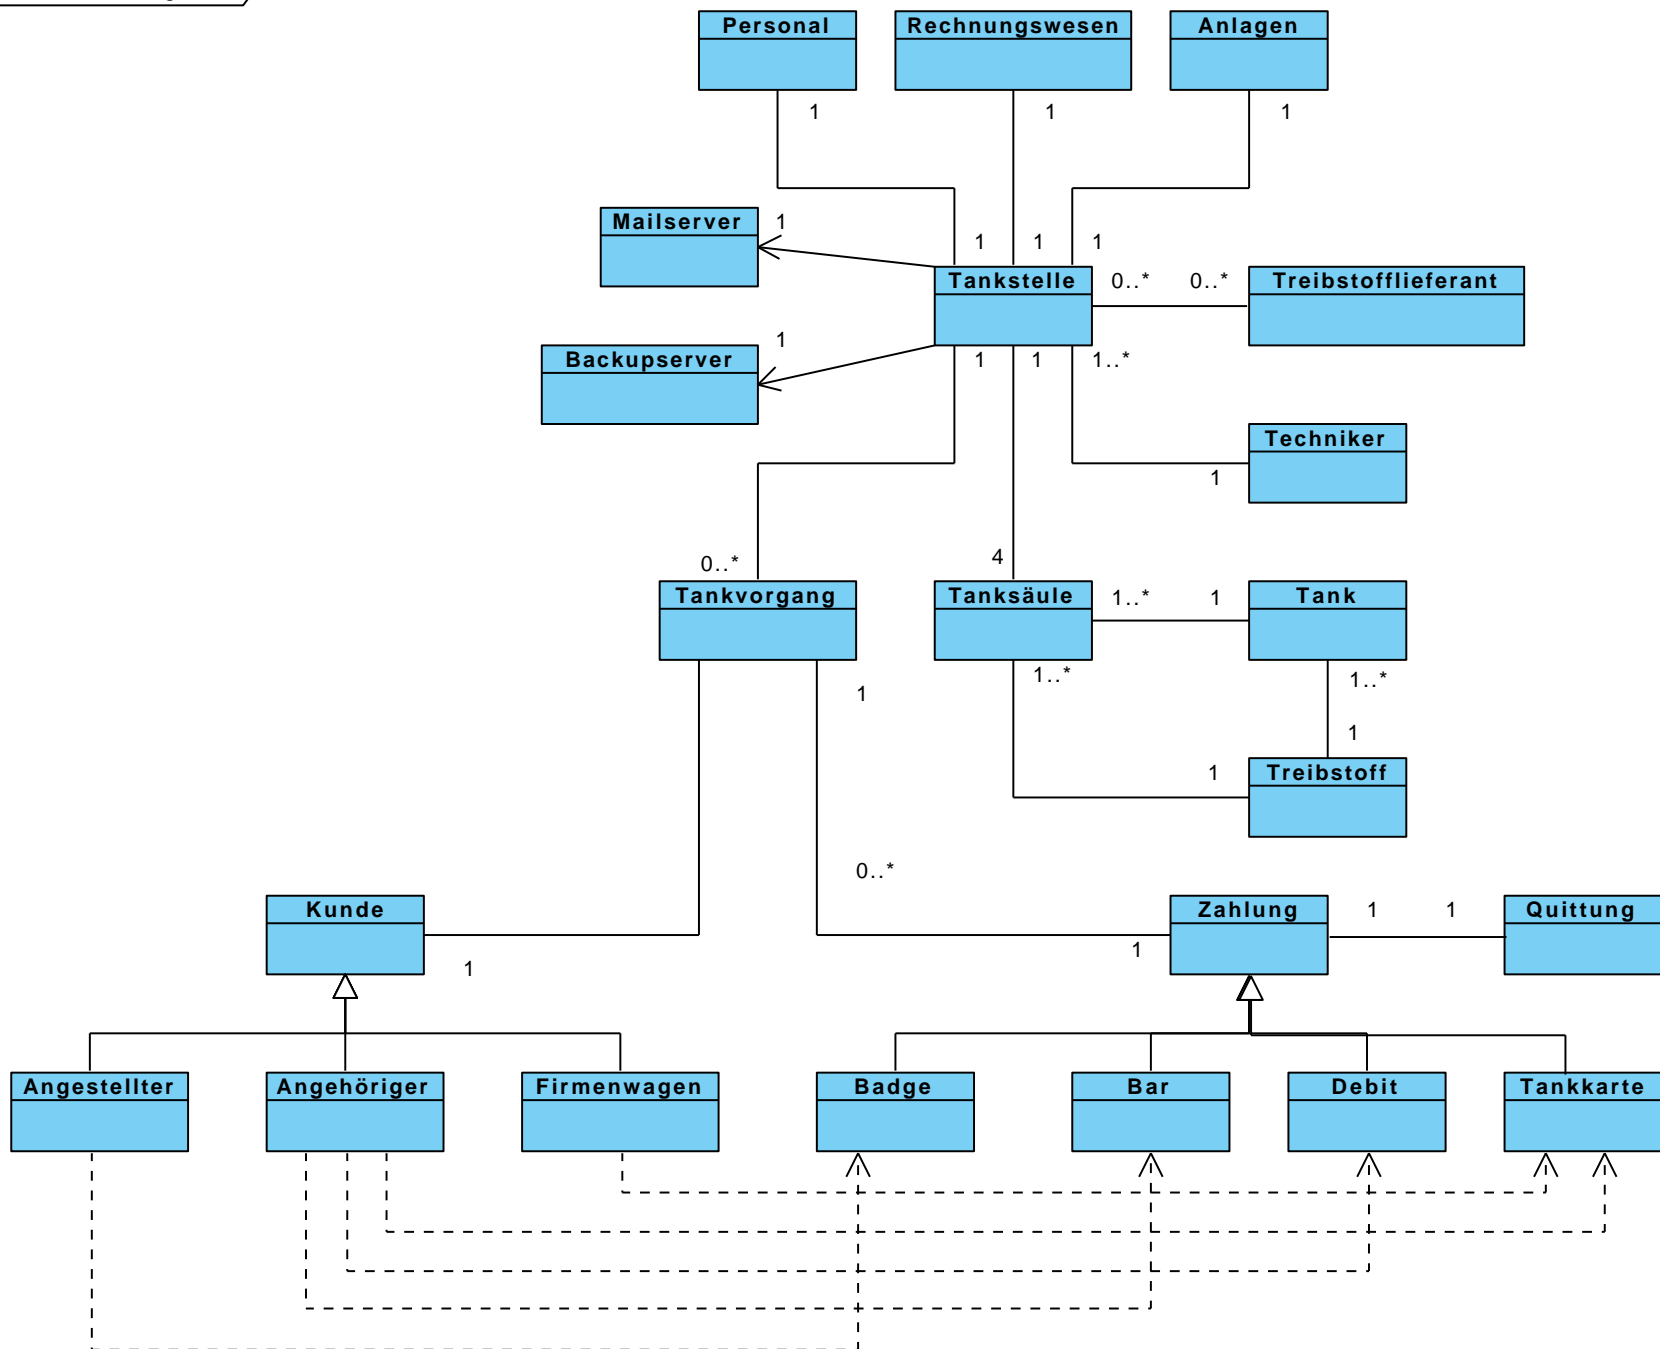 Personal Rechnungswesen Anlagen
1 1 1
Mailserver 1
1 1 1
Tankstelle 0..* 0..* Treibstofflieferant
Backupserver 1
1 1 1..*
Techniker
1
0..* 4
Tankvorgang Tanksäule 1..* 1 Tank
1 1..* 1..*
1
1 Treibstoff
0..*
Kunde Zahlung 1 1 Quittung
1 1
Angestellter Angehöriger Firmenwagen Badge Bar Debit Tankkarte